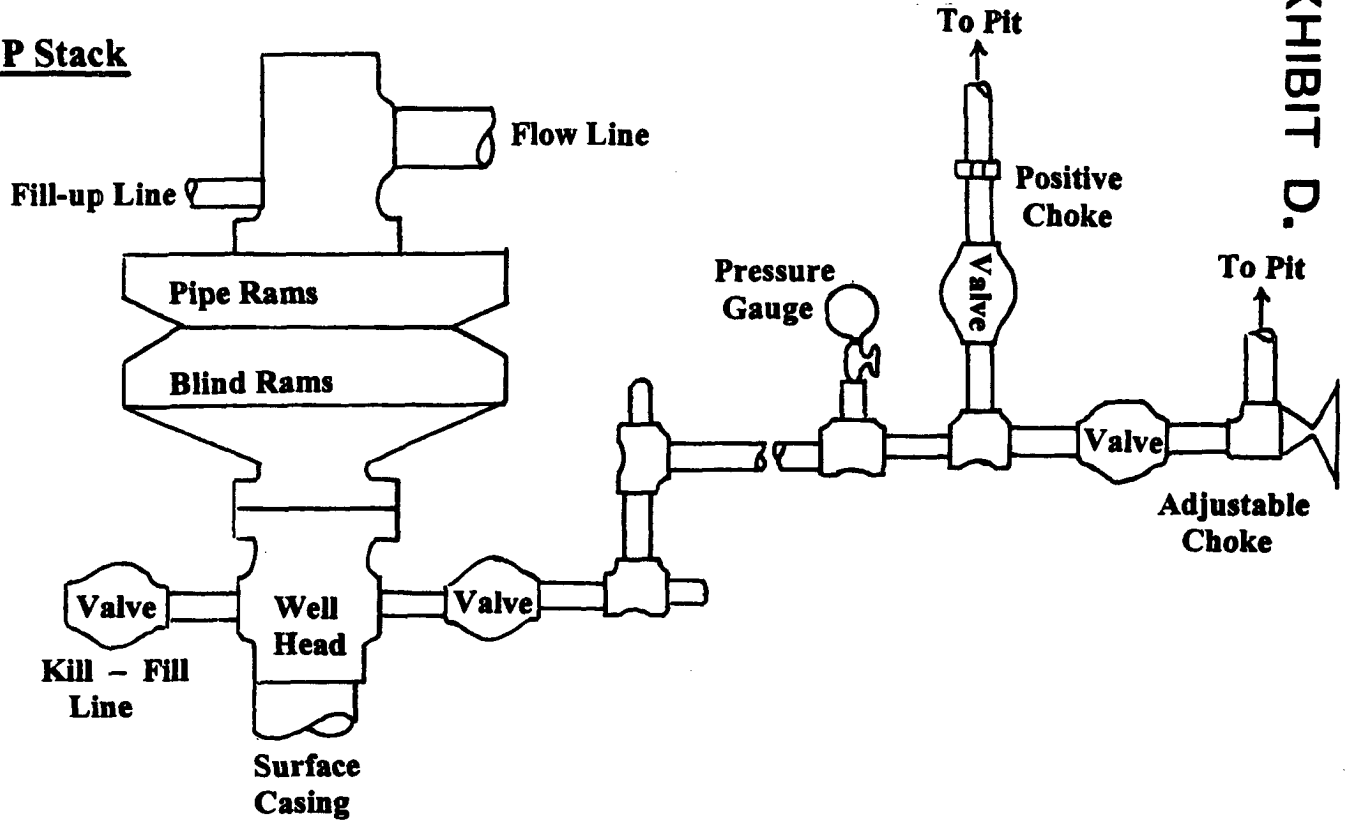 P Stack
To Pit
KHIBIT D.
Flow Line
Fill-up Line
Positive
Choke
Pipe Rams
Pressure
Gauge
Valve
To Pit
Blind Rams
Valve
Adjustable
Choke
Valve
Well
Head
Valve
Kill – Fill
Line
Surface
Casing